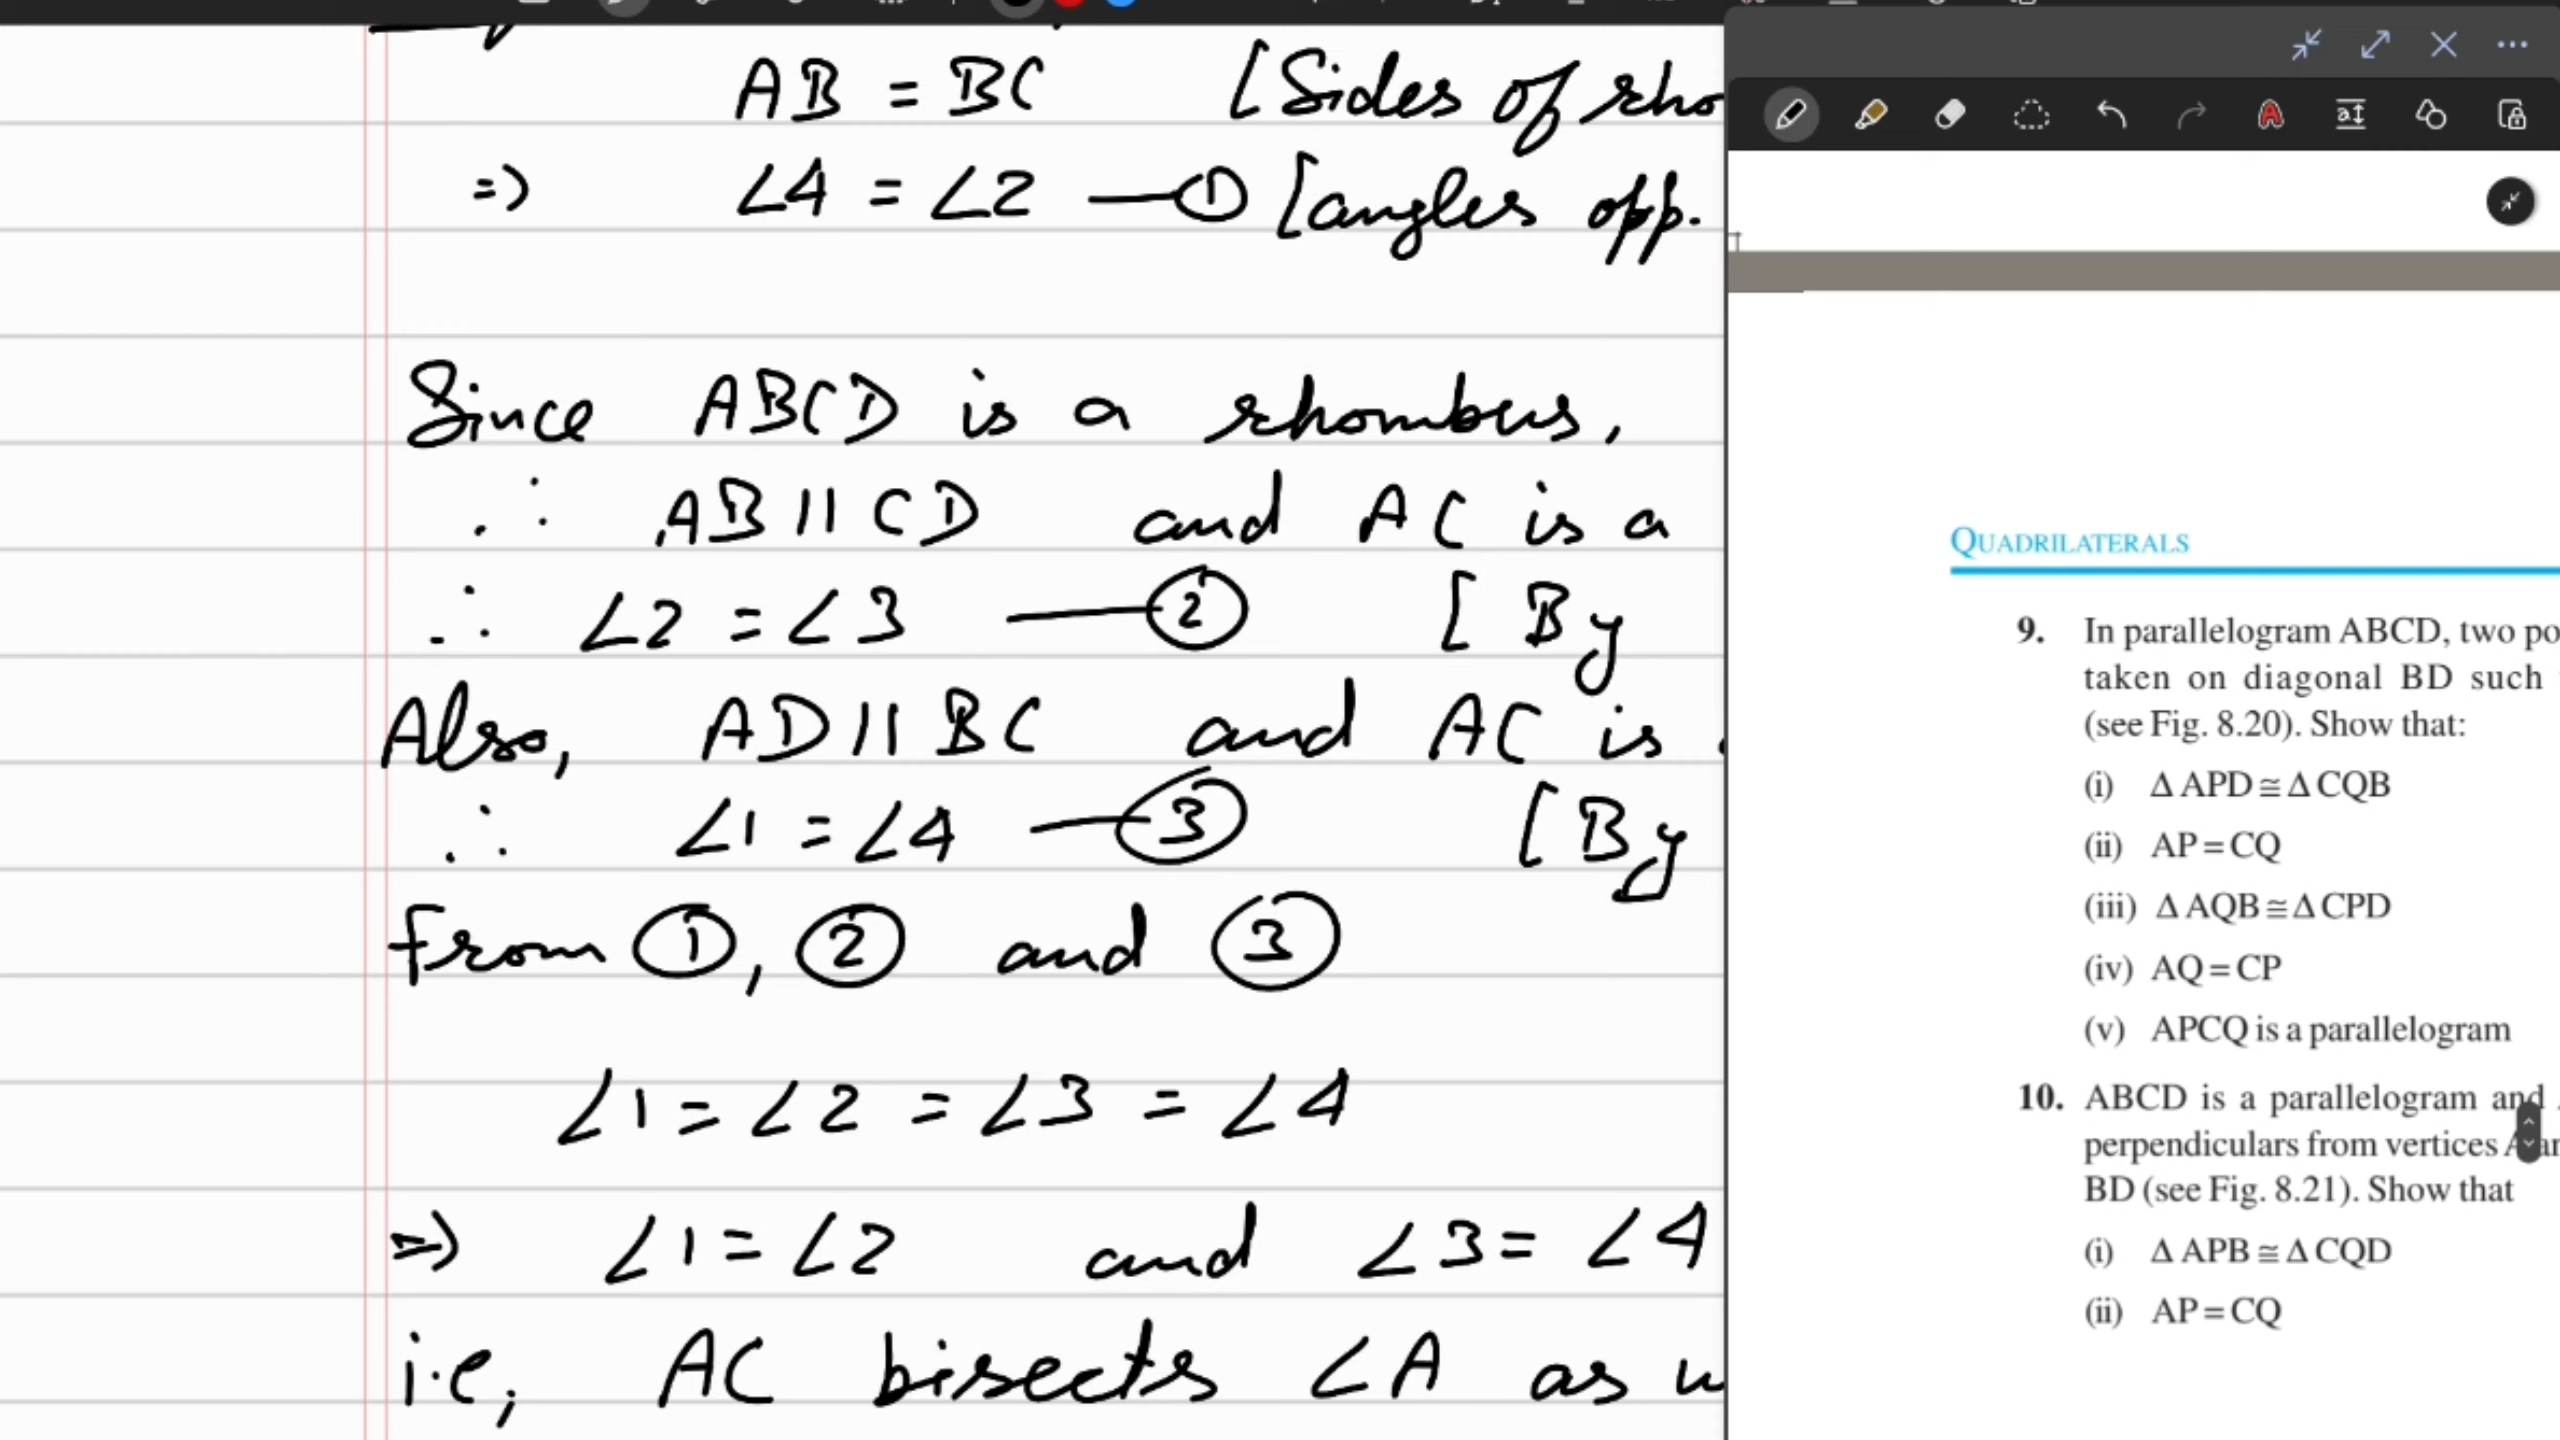 AB = BC [Sides of rho
=> ∠4 = ∠2 —① [angles opp.
Since ABCD is a rhombus,
∴ AB || CD and AC is a
∴ ∠2 = ∠3 —② [By
Also, AD || BC and AC is
∴ ∠1 = ∠4 —③ [By
From ①, ② and ③
∠1 = ∠2 = ∠3 = ∠4
=> ∠1 = ∠2 and ∠3 = ∠4
i.e, AC bisects ∠A as w
QUADRILATERALS
9. In parallelogram ABCD, two po
taken on diagonal BD such
(see Fig. 8.20). Show that:
(i) Δ APD ≅ Δ CQB
(ii) AP = CQ
(iii) Δ AQB ≅ Δ CPD
(iv) AQ = CP
(v) APCQ is a parallelogram
10. ABCD is a parallelogram and
perpendiculars from vertices
BD (see Fig. 8.21). Show that
(i) Δ APB ≅ Δ CQD
(ii) AP = CQ